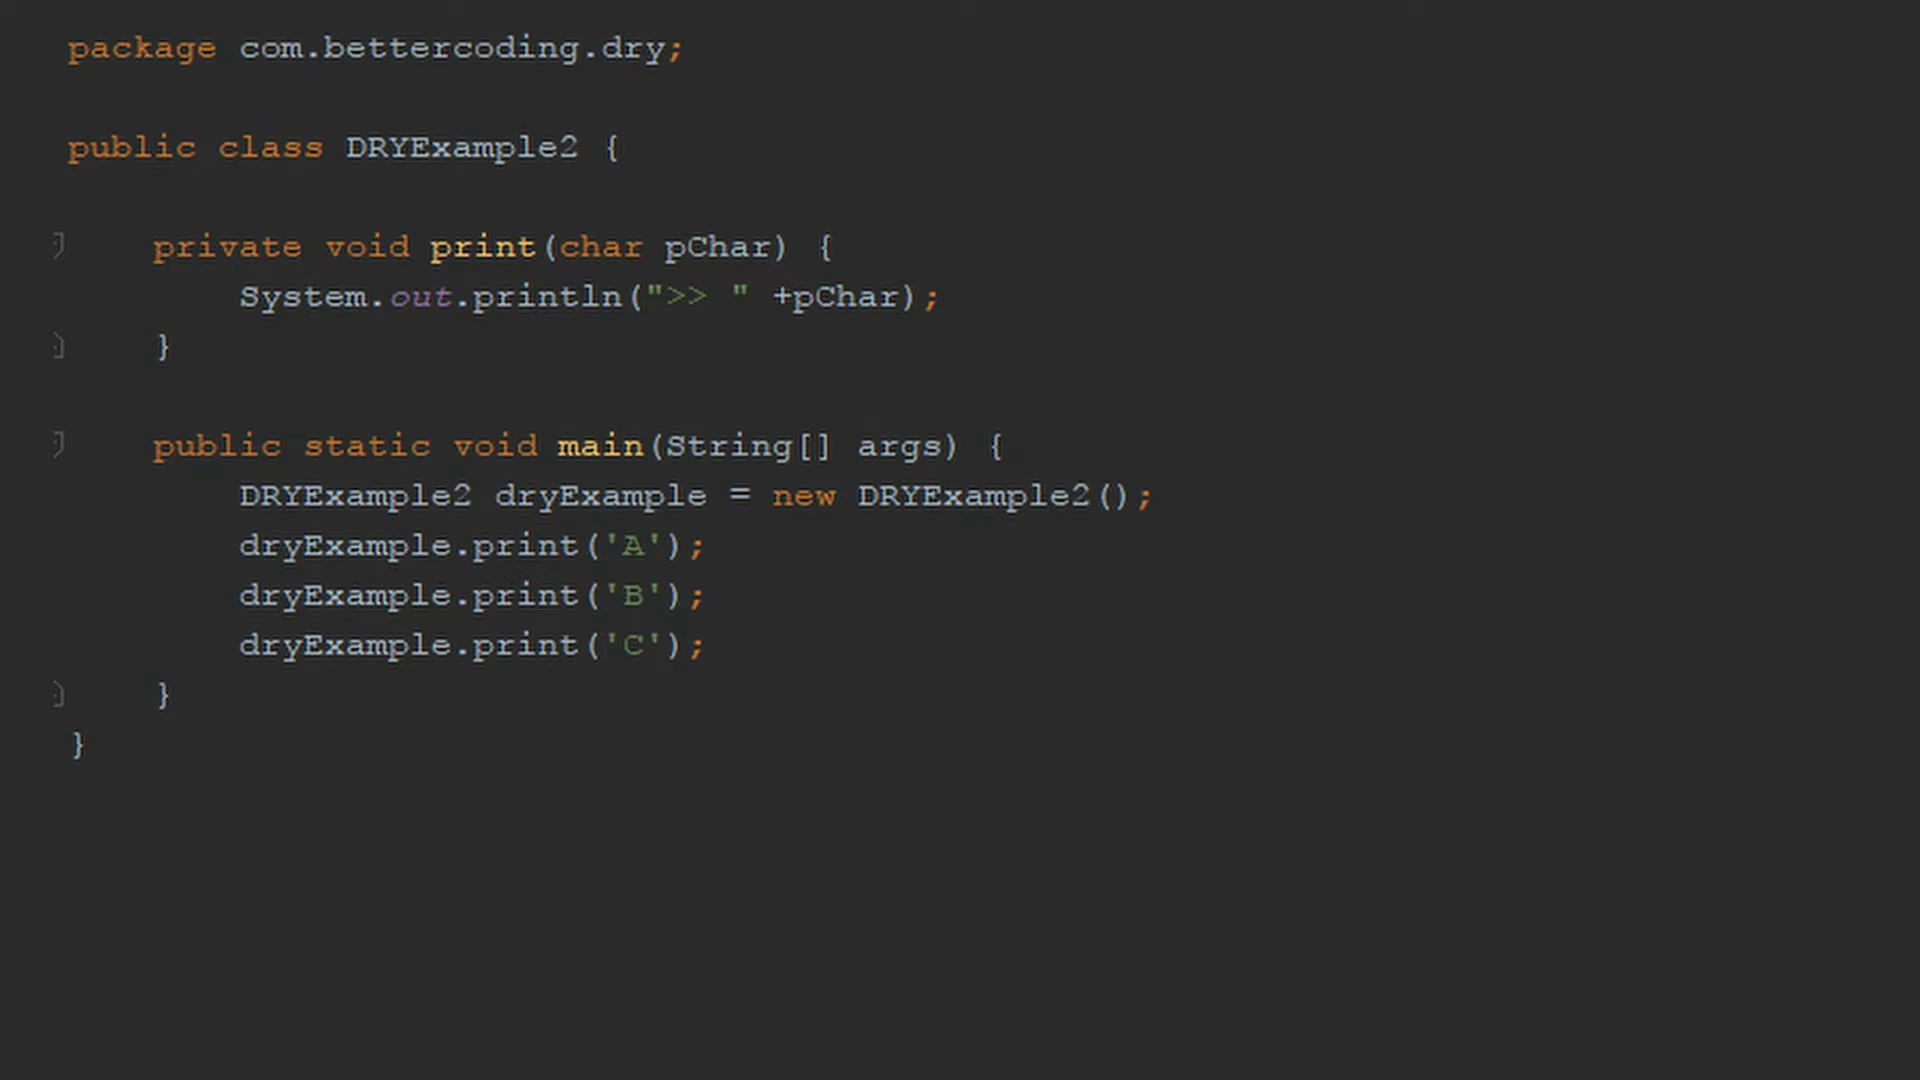 package com.bettercoding.dry;
public class DRYExample2 {
private void print(char pChar) {
System.out.println(">> " +pChar);
}
public static void main(String[] args) {
DRYExample2 dryExample = new DRYExample2();
dryExample.print('A');
dryExample.print('B');
dryExample.print('C');
}
}